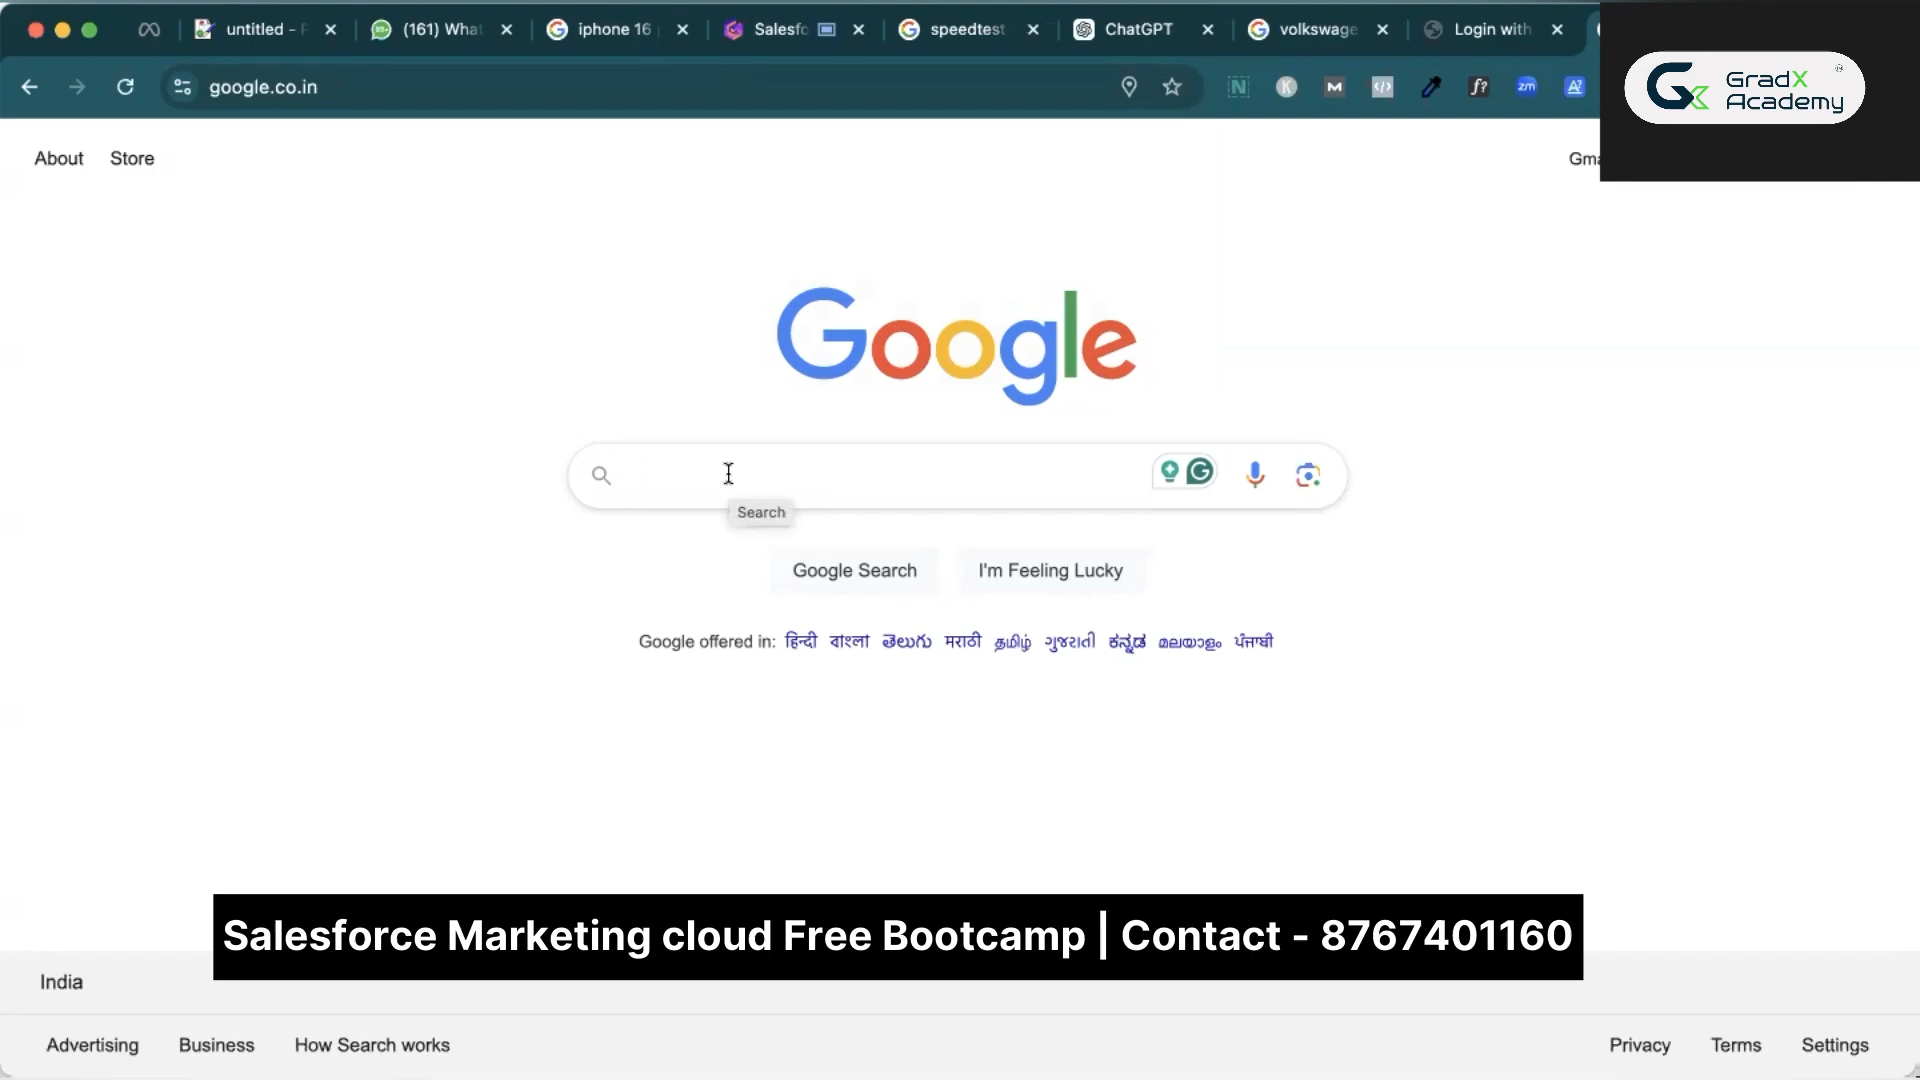 untitled - F
(161) What
iphone 16
Salesfo
speedtest
ChatGPT
volkswage
Login with
google.co.in
GradX
Academy
About
Store
Gma
Google
Search
Google Search
I'm Feeling Lucky
Google offered in: हिन्दी বাংলা తెలుగు मराठी தமிழ் ગુજરાતી ಕನ್ನಡ മലയാളം ਪੰਜਾਬੀ
Salesforce Marketing cloud Free Bootcamp | Contact - 8767401160
India
Advertising
Business
How Search works
Privacy
Terms
Settings